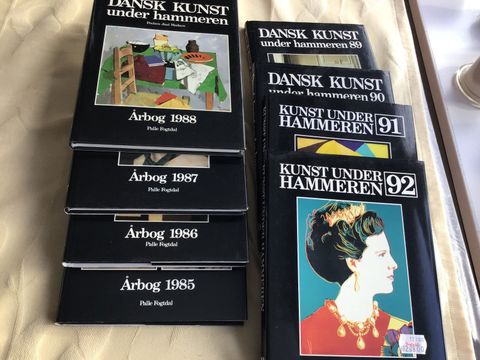 DANSK KUNST
under hammeren
Årbog 1988
Palle Fogtdal
Årbog 1987
Palle Fogtdal
Årbog 1986
Palle Fogtdal
Årbog 1985
Palle Fogtdal
DANSK KUNST
under hammeren 89
DANSK KUNST
under hammeren 90
KUNST UNDER
HAMMEREN 91
KUNST UNDER
HAMMEREN 92